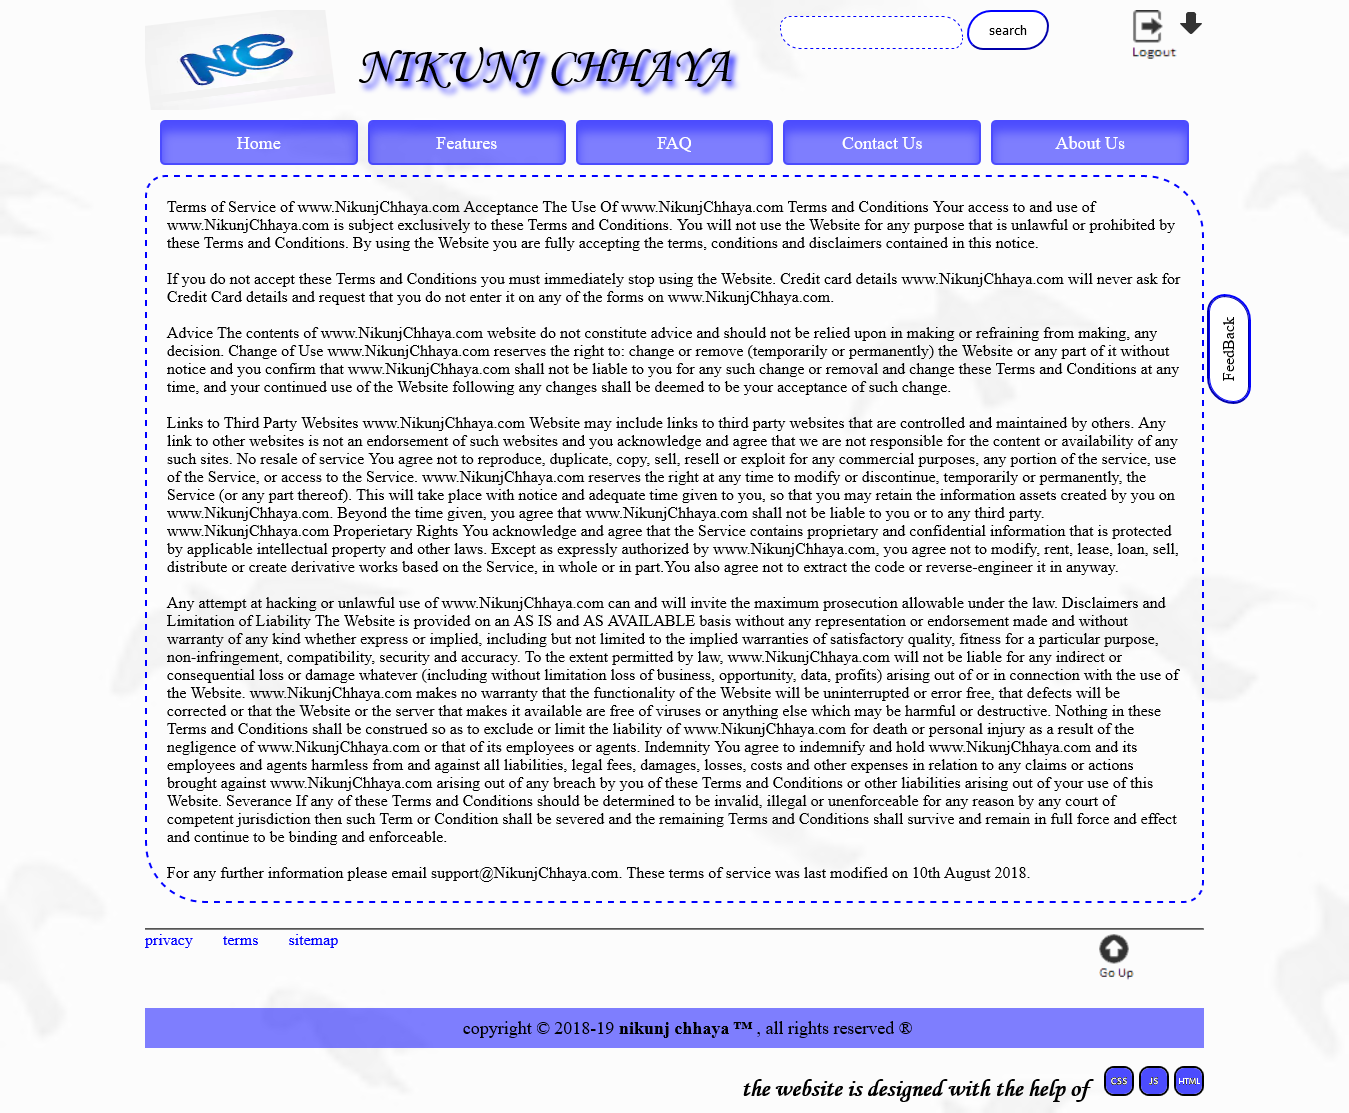 NC
NIKUNJ CHHAYA
search
Logout
Home
Features
FAQ
Contact Us
About Us
Terms of Service of www.NikunjChhaya.com Acceptance The Use Of www.NikunjChhaya.com Terms and Conditions Your access to and use of
www.NikunjChhaya.com is subject exclusively to these Terms and Conditions. You will not use the Website for any purpose that is unlawful or prohibited by
these Terms and Conditions. By using the Website you are fully accepting the terms, conditions and disclaimers contained in this notice.
If you do not accept these Terms and Conditions you must immediately stop using the Website. Credit card details www.NikunjChhaya.com will never ask for
Credit Card details and request that you do not enter it on any of the forms on www.NikunjChhaya.com.
Advice The contents of www.NikunjChhaya.com website do not constitute advice and should not be relied upon in making or refraining from making, any
decision. Change of Use www.NikunjChhaya.com reserves the right to: change or remove (temporarily or permanently) the Website or any part of it without
notice and you confirm that www.NikunjChhaya.com shall not be liable to you for any such change or removal and change these Terms and Conditions at any
time, and your continued use of the Website following any changes shall be deemed to be your acceptance of such change.
Links to Third Party Websites www.NikunjChhaya.com Website may include links to third party websites that are controlled and maintained by others. Any
link to other websites is not an endorsement of such websites and you acknowledge and agree that we are not responsible for the content or availability of any
such sites. No resale of service You agree not to reproduce, duplicate, copy, sell, resell or exploit for any commercial purposes, any portion of the service, use
of the Service, or access to the Service. www.NikunjChhaya.com reserves the right at any time to modify or discontinue, temporarily or permanently, the
Service (or any part thereof). This will take place with notice and adequate time given to you, so that you may retain the information assets created by you on
www.NikunjChhaya.com. Beyond the time given, you agree that www.NikunjChhaya.com shall not be liable to you or to any third party.
www.NikunjChhaya.com Properietary Rights You acknowledge and agree that the Service contains proprietary and confidential information that is protected
by applicable intellectual property and other laws. Except as expressly authorized by www.NikunjChhaya.com, you agree not to modify, rent, lease, loan, sell,
distribute or create derivative works based on the Service, in whole or in part.You also agree not to extract the code or reverse-engineer it in anyway.
Any attempt at hacking or unlawful use of www.NikunjChhaya.com can and will invite the maximum prosecution allowable under the law. Disclaimers and
Limitation of Liability The Website is provided on an AS IS and AS AVAILABLE basis without any representation or endorsement made and without
warranty of any kind whether express or implied, including but not limited to the implied warranties of satisfactory quality, fitness for a particular purpose,
non-infringement, compatibility, security and accuracy. To the extent permitted by law, www.NikunjChhaya.com will not be liable for any indirect or
consequential loss or damage whatever (including without limitation loss of business, opportunity, data, profits) arising out of or in connection with the use of
the Website. www.NikunjChhaya.com makes no warranty that the functionality of the Website will be uninterrupted or error free, that defects will be
corrected or that the Website or the server that makes it available are free of viruses or anything else which may be harmful or destructive. Nothing in these
Terms and Conditions shall be construed so as to exclude or limit the liability of www.NikunjChhaya.com for death or personal injury as a result of the
negligence of www.NikunjChhaya.com or that of its employees or agents. Indemnity You agree to indemnify and hold www.NikunjChhaya.com and its
employees and agents harmless from and against all liabilities, legal fees, damages, losses, costs and other expenses in relation to any claims or actions
brought against www.NikunjChhaya.com arising out of any breach by you of these Terms and Conditions or other liabilities arising out of your use of this
Website. Severance If any of these Terms and Conditions should be determined to be invalid, illegal or unenforceable for any reason by any court of
competent jurisdiction then such Term or Condition shall be severed and the remaining Terms and Conditions shall survive and remain in full force and effect
and continue to be binding and enforceable.
For any further information please email support@NikunjChhaya.com. These terms of service was last modified on 10th August 2018.
FeedBack
privacy
terms
sitemap
Go Up
copyright © 2018-19 nikunj chhaya ™ , all rights reserved ®
the website is designed with the help of
CSS
JS
HTML